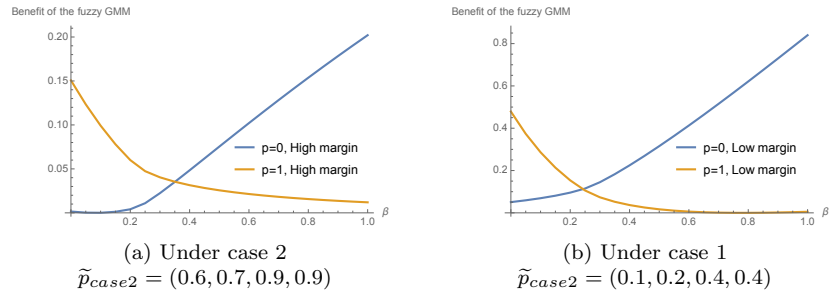 Benefit of the fuzzy GMM
0.20
0.15
0.10
0.05
p=0, High margin
p=1, High margin
0.2 0.4 0.6 0.8 1.0 β
(a) Under case 2
p̃case2 = (0.6, 0.7, 0.9, 0.9)
Benefit of the fuzzy GMM
0.8
0.6
0.4
0.2
p=0, Low margin
p=1, Low margin
0.2 0.4 0.6 0.8 1.0 β
(b) Under case 1
p̃case2 = (0.1, 0.2, 0.4, 0.4)